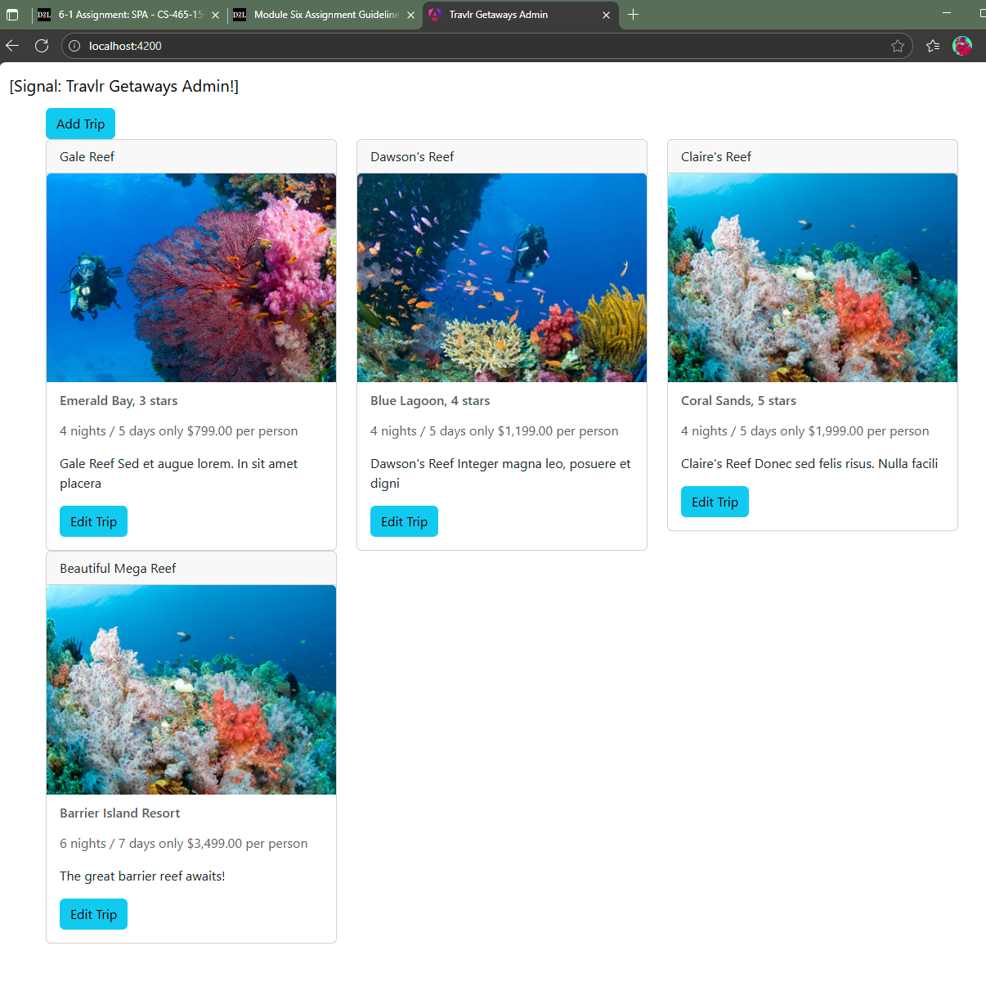 6-1 Assignment: SPA - CS-465-15
Module Six Assignment Guideline
Travlr Getaways Admin
localhost:4200
[Signal: Travlr Getaways Admin!]
Add Trip
Gale Reef
Emerald Bay, 3 stars
4 nights / 5 days only $799.00 per person
Gale Reef Sed et augue lorem. In sit amet
placera
Edit Trip
Dawson's Reef
Blue Lagoon, 4 stars
4 nights / 5 days only $1,199.00 per person
Dawson's Reef Integer magna leo, posuere et
digni
Edit Trip
Claire's Reef
Coral Sands, 5 stars
4 nights / 5 days only $1,999.00 per person
Claire's Reef Donec sed felis risus. Nulla facili
Edit Trip
Beautiful Mega Reef
Barrier Island Resort
6 nights / 7 days only $3,499.00 per person
The great barrier reef awaits!
Edit Trip